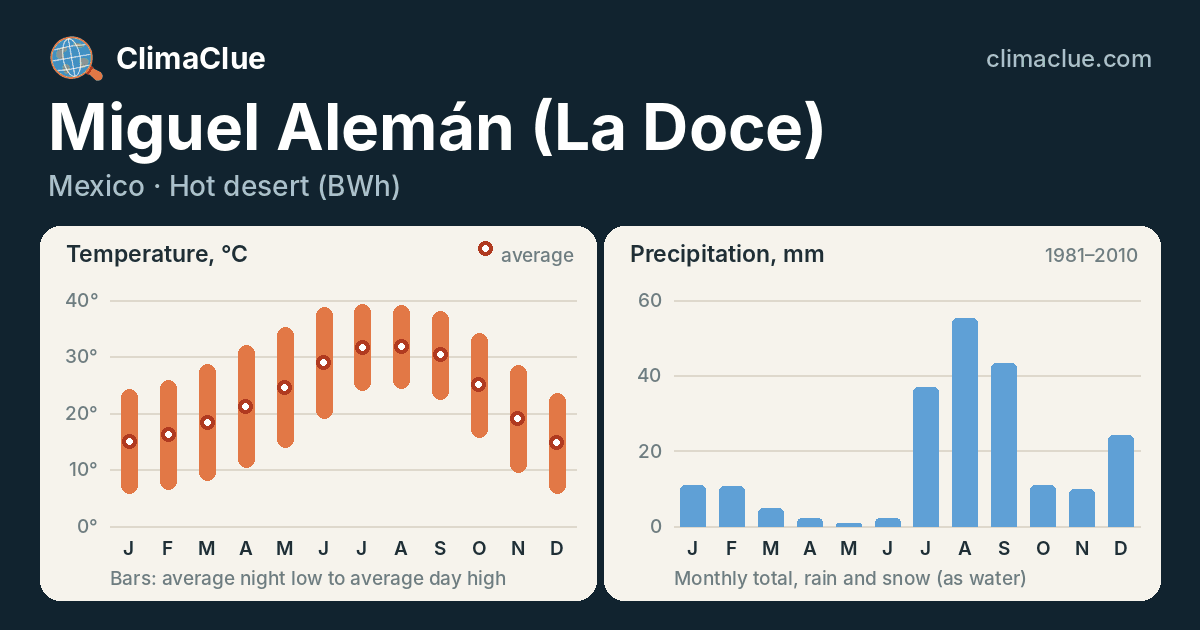 ClimaClue
climaclue.com
Miguel Alemán (La Doce)
Mexico · Hot desert (BWh)
Temperature, °C
average
40°
30°
20°
10°
0°
J F M A M J J A S O N D
Bars: average night low to average day high
Precipitation, mm
1981–2010
60
40
20
0
J F M A M J J A S O N D
Monthly total, rain and snow (as water)